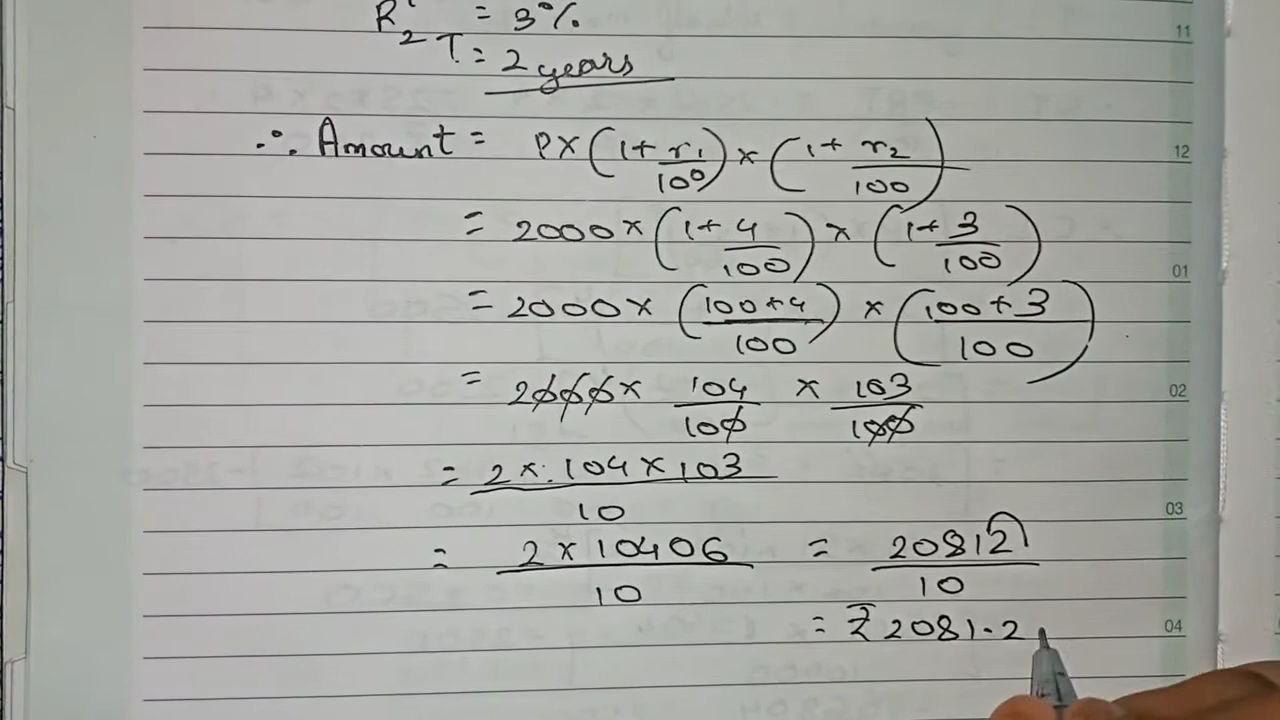 R₂ = 3%
11
T = 2 years
∴ Amount = P × (1 + r₁/100) × (1 + r₂/100)
12
= 2000 × (1 + 4/100) × (1 + 3/100)
01
= 2000 × (100+4/100) × (100+3/100)
= 2000 × 104/100 × 103/100
02
= 2 × 104 × 103/10
03
= 2 × 10406/10 = 20812/10
= ₹ 2081.2
04